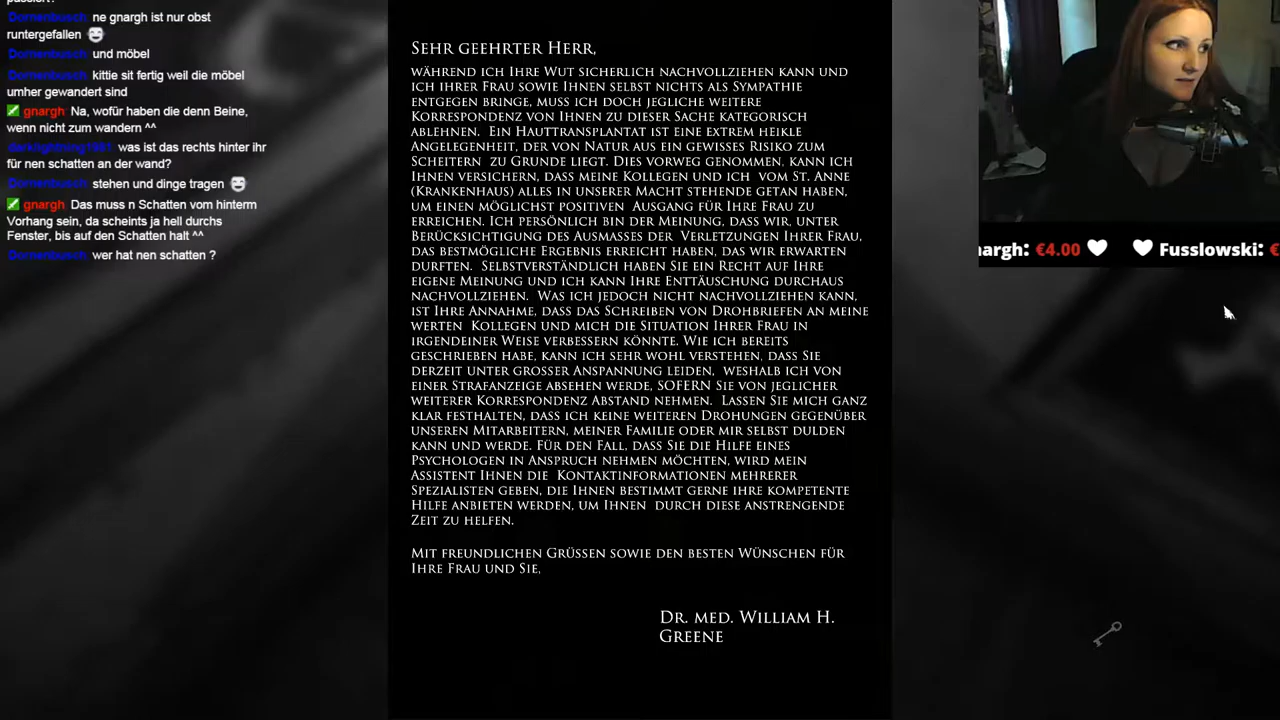 passiert?
Dornenbusch: ne gnargh ist nur obst
runtergefallen
Dornenbusch: und möbel
Dornenbusch: kittie sit fertig weil die möbel
umher gewandert sind
gnargh: Na, wofür haben die denn Beine,
wenn nicht zum wandern ^^
darklightning1981: was ist das rechts hinter ihr
für nen schatten an der wand?
Dornenbusch: stehen und dinge tragen
gnargh: Das muss n Schatten vom hinterm
Vorhang sein, da scheints ja hell durchs
Fenster, bis auf den Schatten halt ^^
Dornenbusch: wer hat nen schatten ?
Sehr geehrter Herr,
während ich Ihre Wut sicherlich nachvollziehen kann und
ich ihrer Frau sowie Ihnen selbst nichts als Sympathie
entgegen bringe, muss ich doch jegliche weitere
Korrespondenz von Ihnen zu dieser Sache kategorisch
ablehnen. Ein Hauttransplantat ist eine extrem heikle
Angelegenheit, der von Natur aus ein gewisses Risiko zum
Scheitern zu Grunde liegt. Dies vorweg genommen, kann ich
Ihnen versichern, dass meine Kollegen und ich vom St. Anne
(Krankenhaus) alles in unserer Macht stehende getan haben,
um einen möglichst positiven Ausgang für Ihre Frau zu
erreichen. Ich persönlich bin der Meinung, dass wir, unter
Berücksichtigung des Ausmasses der Verletzungen Ihrer Frau,
das bestmögliche Ergebnis erreicht haben, das wir erwarten
durften. Selbstverständlich haben Sie ein Recht auf Ihre
eigene Meinung und ich kann Ihre Enttäuschung durchaus
nachvollziehen. Was ich jedoch nicht nachvollziehen kann,
ist Ihre Annahme, dass das Schreiben von Drohbriefen an meine
werten Kollegen und mich die Situation Ihrer Frau in
irgendeiner Weise verbessern könnte. Wie ich bereits
geschrieben habe, kann ich sehr wohl verstehen, dass Sie
derzeit unter grosser Anspannung leiden, weshalb ich von
einer Strafanzeige absehen werde, SOFERN Sie von jeglicher
weiterer Korrespondenz Abstand nehmen. Lassen Sie mich ganz
klar festhalten, dass ich keine weiteren Drohungen gegenüber
unseren Mitarbeitern, meiner Familie oder mir selbst dulden
kann und werde. Für den Fall, dass Sie die Hilfe eines
Psychologen in Anspruch nehmen möchten, wird mein
Assistent Ihnen die Kontaktinformationen mehrerer
Spezialisten geben, die Ihnen bestimmt gerne ihre kompetente
Hilfe anbieten werden, um Ihnen durch diese anstrengende
Zeit zu helfen.
Mit freundlichen Grüssen sowie den besten Wünschen für
Ihre Frau und Sie,
Dr. med. William H.
Greene
nargh: €4.00 Fusslowski: €